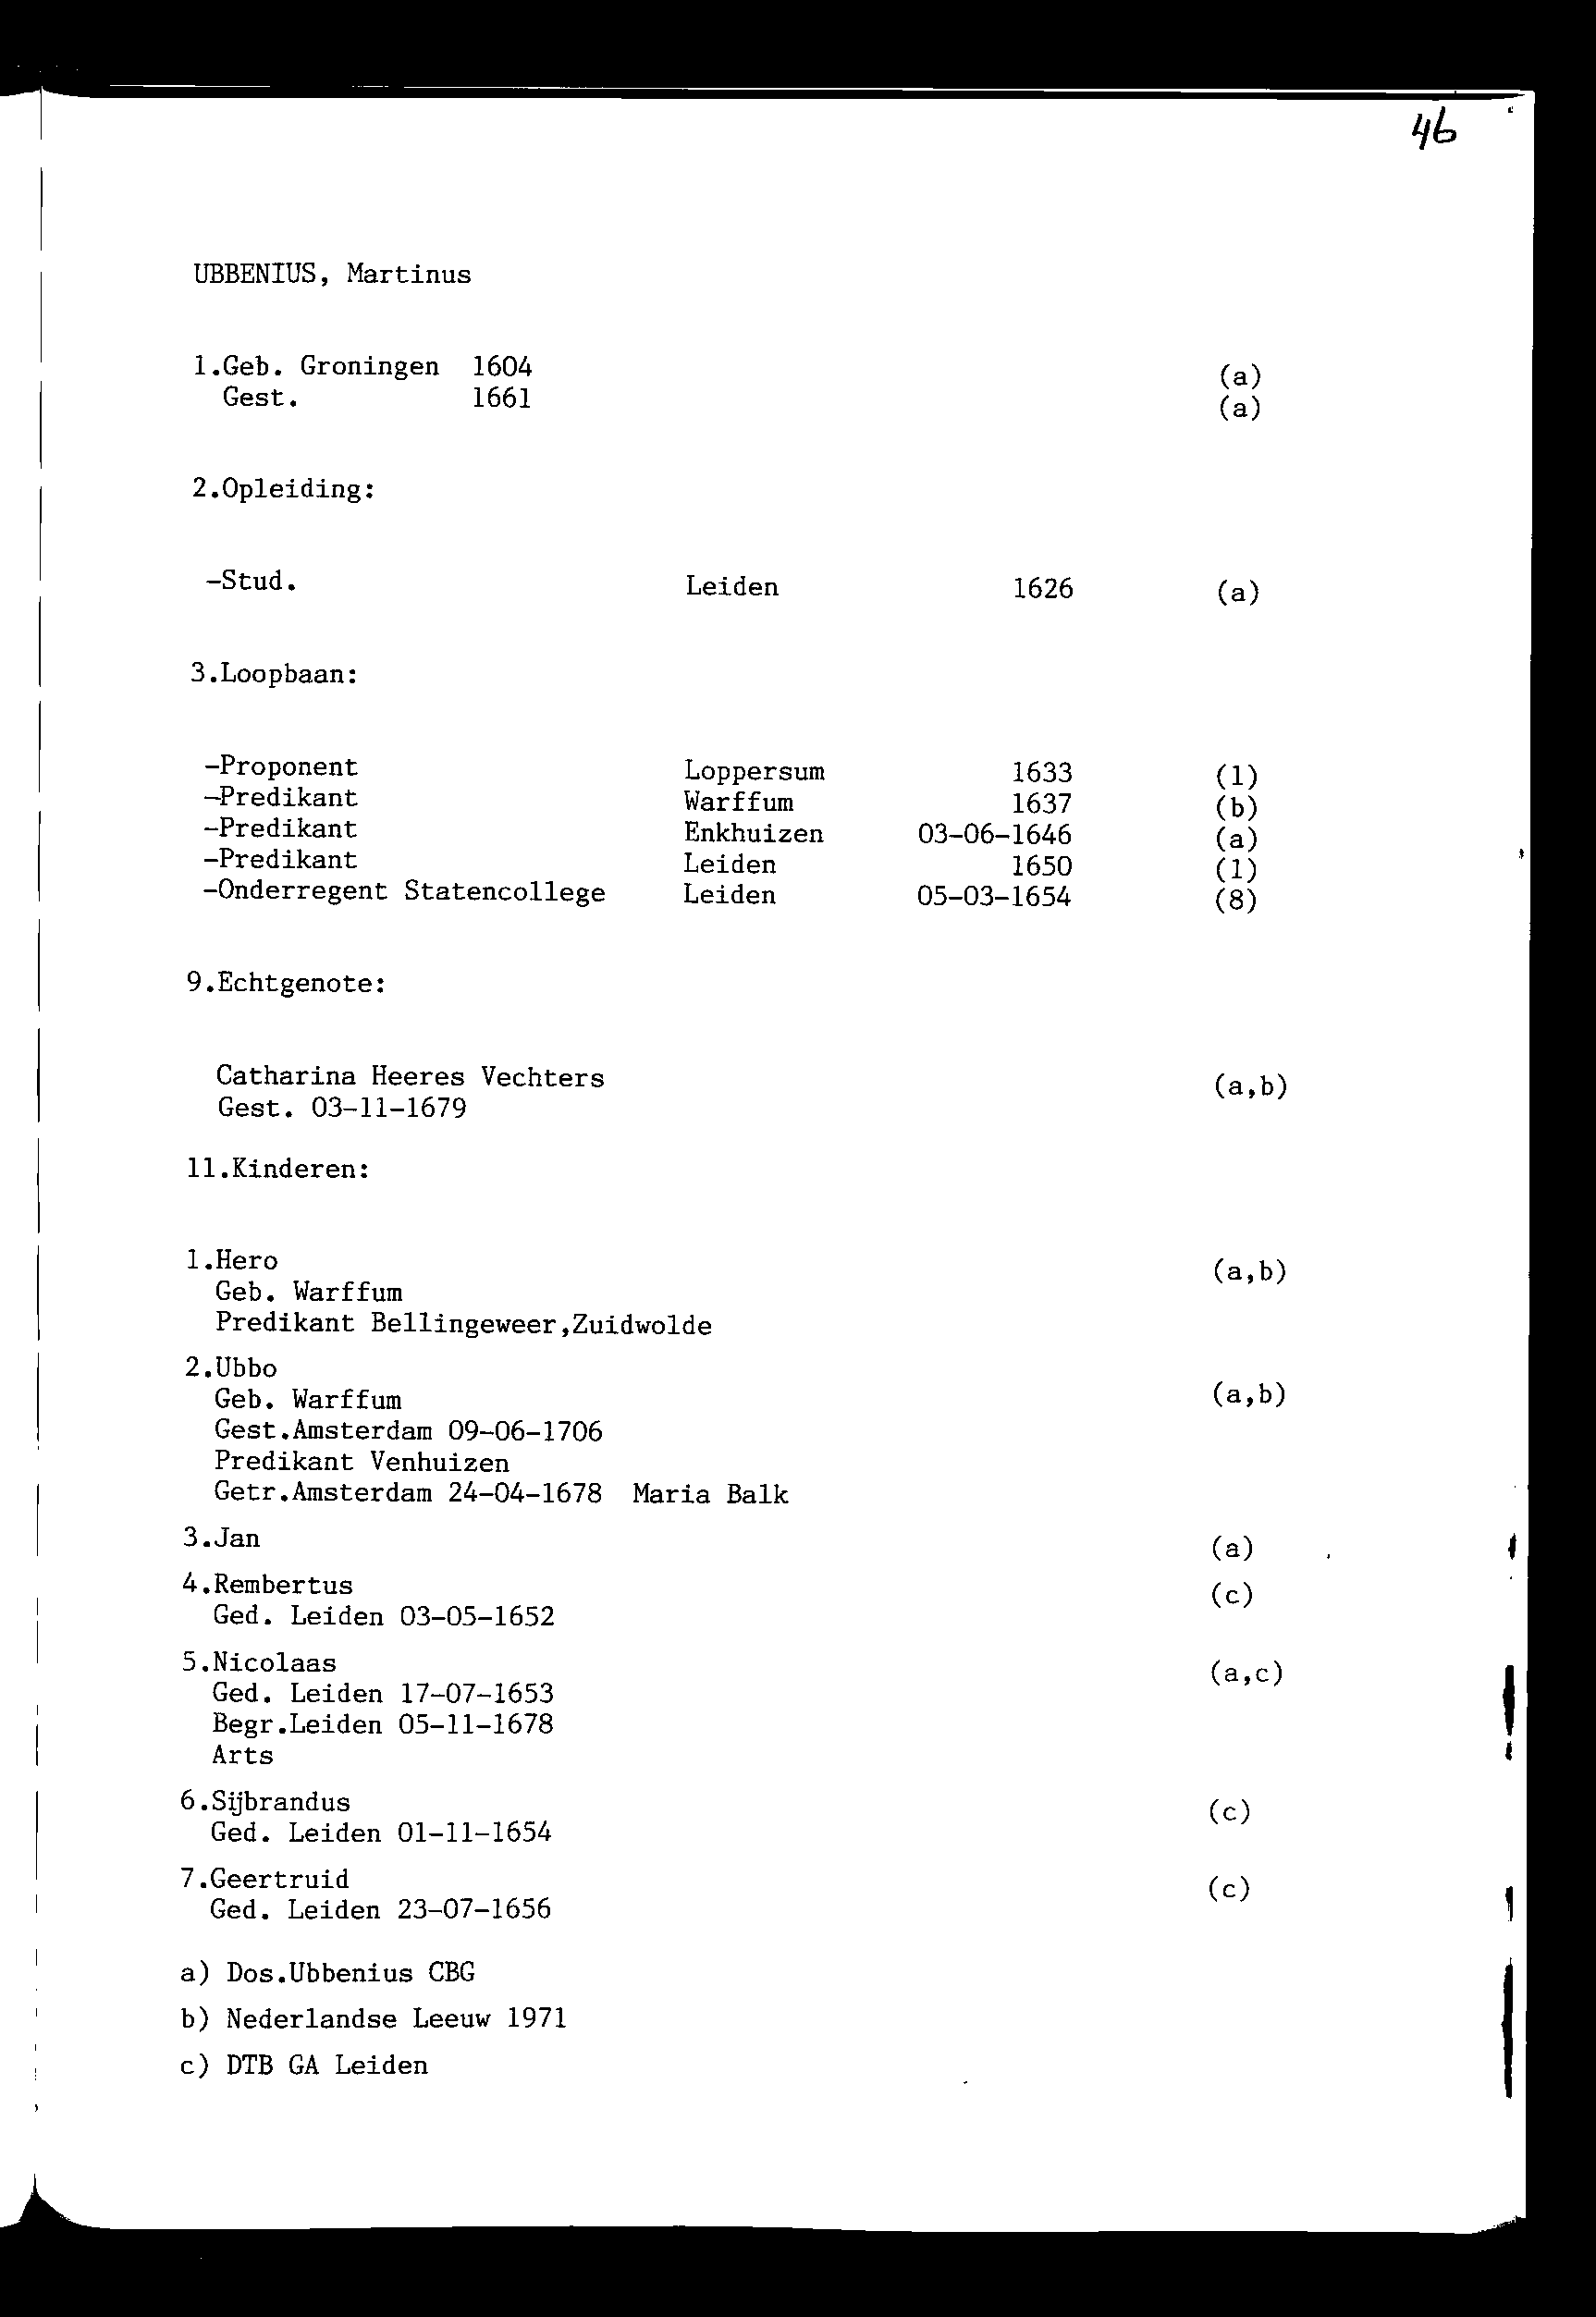 46
UBBENIUS, Martinus
1.Geb. Groningen 1604 (a)
Gest. 1661 (a)
2.Opleiding:
-Stud. Leiden 1626 (a)
3.Loopbaan:
-Proponent Loppersum 1633 (1)
-Predikant Warffum 1637 (b)
-Predikant Enkhuizen 03-06-1646 (a)
-Predikant Leiden 1650 (1)
-Onderregent Statencollege Leiden 05-03-1654 (8)
9.Echtgenote:
Catharina Heeres Vechters (a,b)
Gest. 03-11-1679
11.Kinderen:
1.Hero (a,b)
Geb. Warffum
Predikant Bellingeweer,Zuidwolde
2.Ubbo
Geb. Warffum (a,b)
Gest.Amsterdam 09-06-1706
Predikant Venhuizen
Getr.Amsterdam 24-04-1678 Maria Balk
3.Jan (a)
4.Rembertus (c)
Ged. Leiden 03-05-1652
5.Nicolaas (a,c)
Ged. Leiden 17-07-1653
Begr.Leiden 05-11-1678
Arts
6.Sijbrandus (c)
Ged. Leiden 01-11-1654
7.Geertruid (c)
Ged. Leiden 23-07-1656
a) Dos.Ubbenius CBG
b) Nederlandse Leeuw 1971
c) DTB GA Leiden